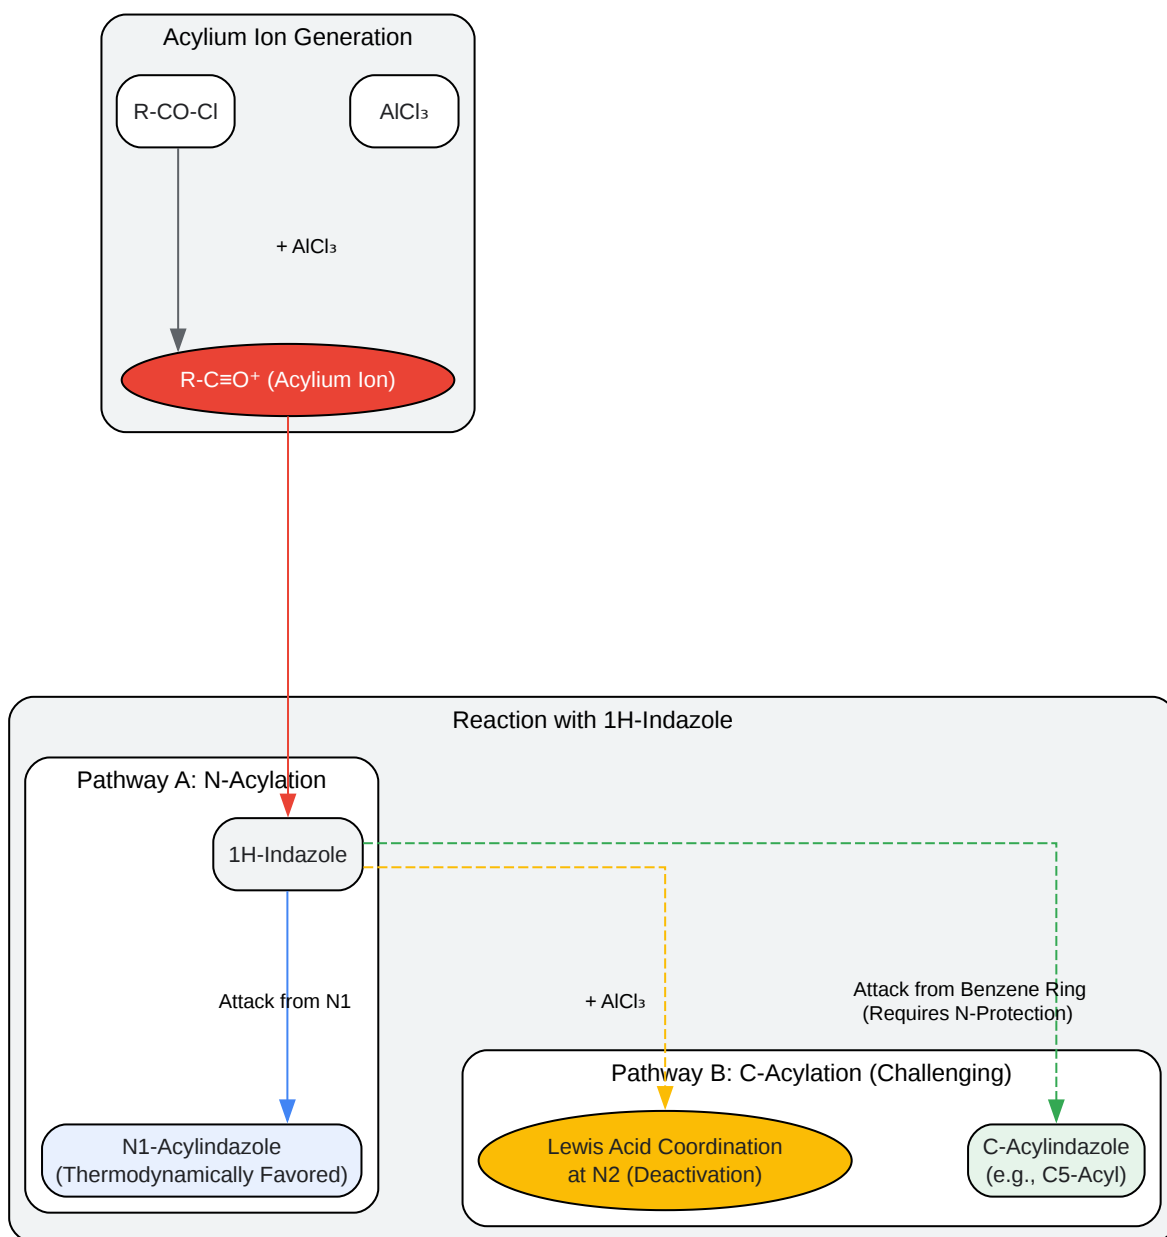 Acylium Ion Generation
R-CO-Cl
AlCl₃
+ AlCl₃
R-C≡O⁺ (Acylium Ion)
Reaction with 1H-Indazole
Pathway A: N-Acylation
1H-Indazole
Attack from N1
+ AlCl₃
Attack from Benzene Ring
(Requires N-Protection)
Pathway B: C-Acylation (Challenging)
N1-Acylindazole
(Thermodynamically Favored)
Lewis Acid Coordination
at N2 (Deactivation)
C-Acylindazole
(e.g., C5-Acyl)